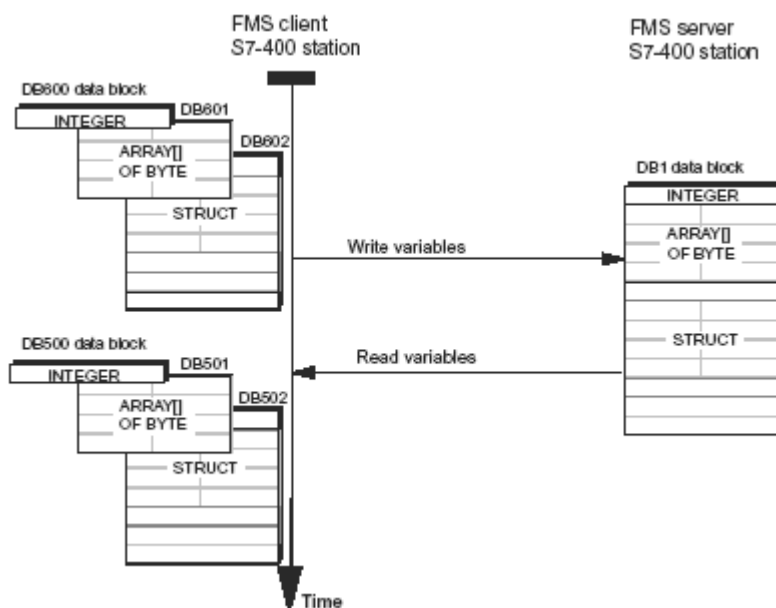 FMS client
S7-400 station
FMS server
S7-400 station
DB600 data block
DB601
INTEGER
DB602
ARRAY[]
OF BYTE
STRUCT
DB1 data block
INTEGER
ARRAY[]
OF BYTE
STRUCT
Write variables
Read variables
DB500 data block
DB501
INTEGER
DB502
ARRAY[]
OF BYTE
STRUCT
Time